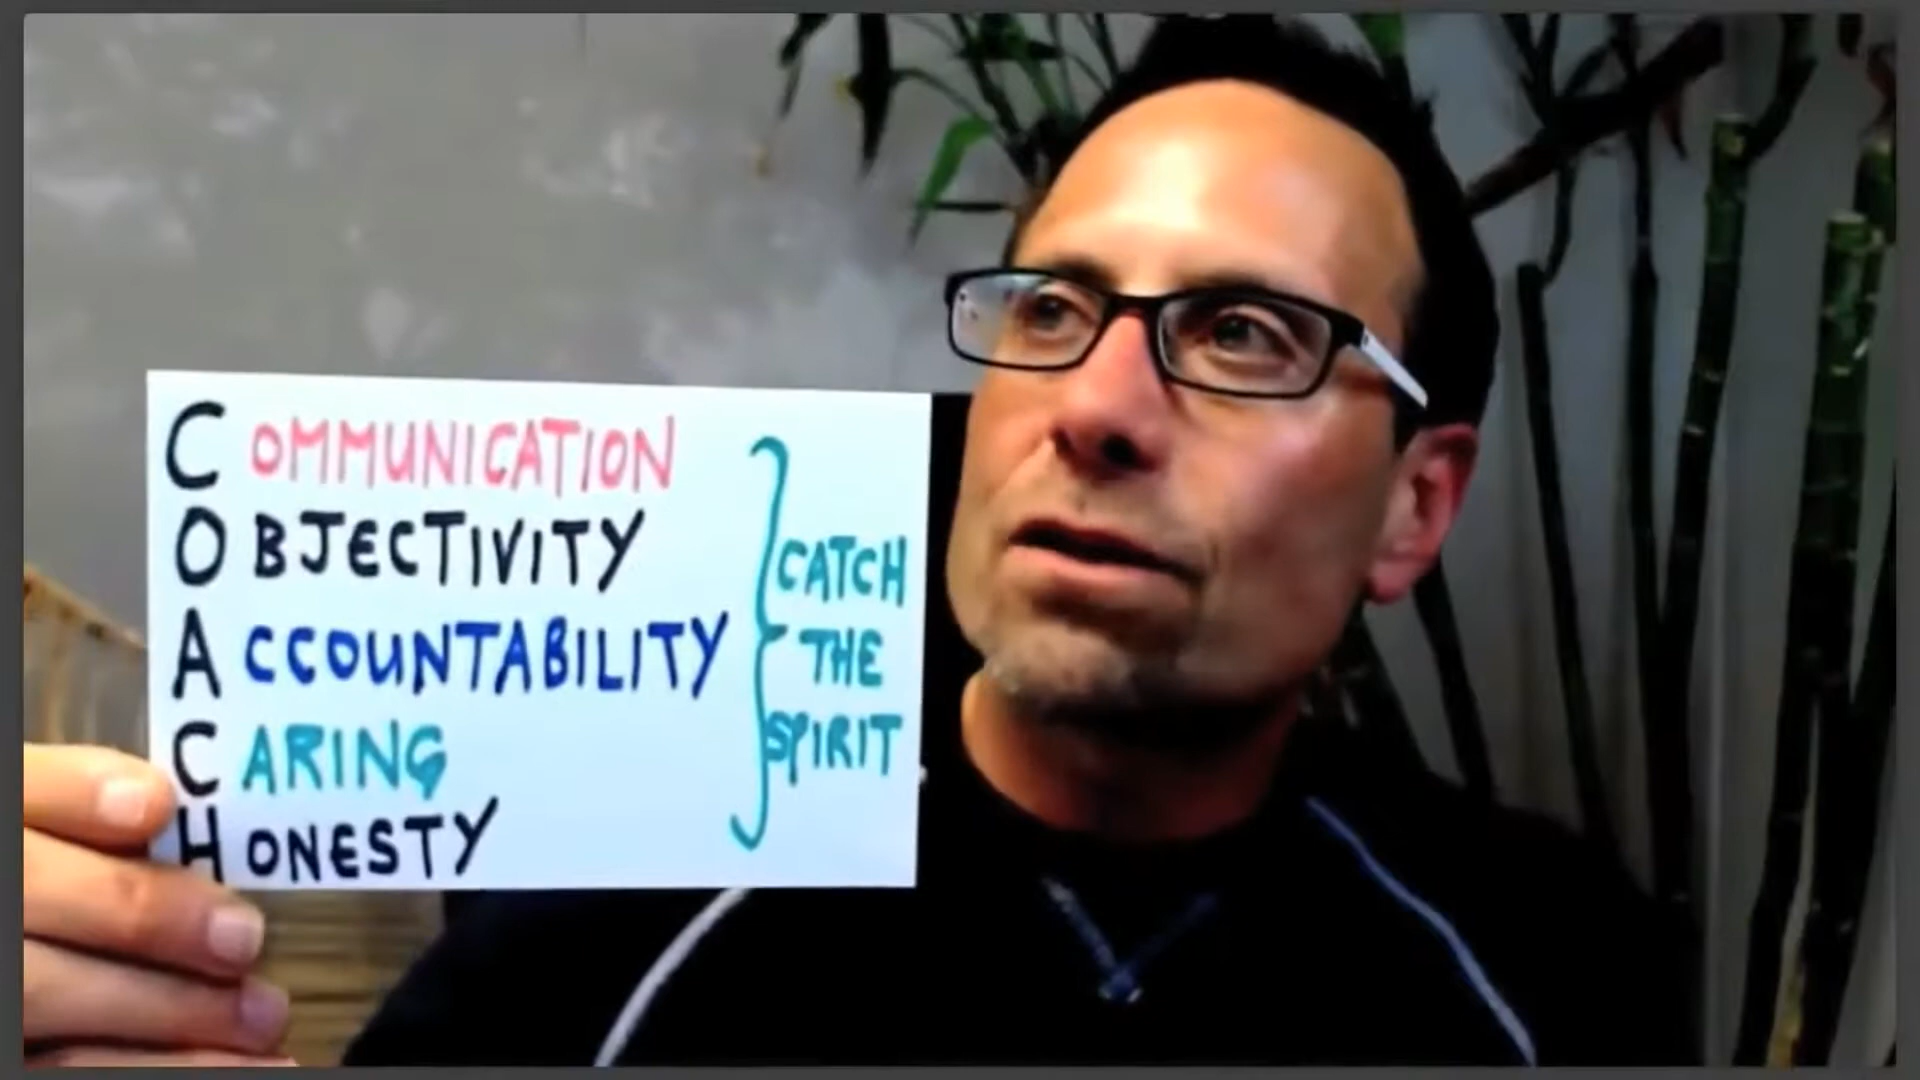 COMMUNICATION
OBJECTIVITY
ACCOUNTABILITY
CARING
HONESTY
CATCH
THE
SPIRIT